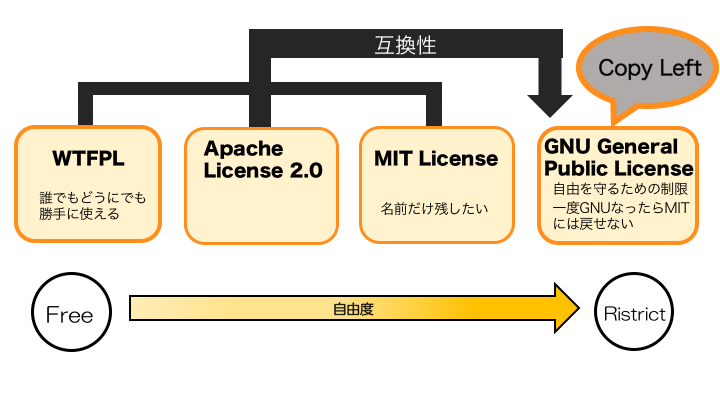 互換性
Copy Left
WTFPL
誰でもどうにでも
勝手に使える
Apache
License 2.0
MIT License
名前だけ残したい
GNU General
Public License
自由を守るための制限
一度GNUなったらMIT
には戻せない
Free
自由度
Ristrict